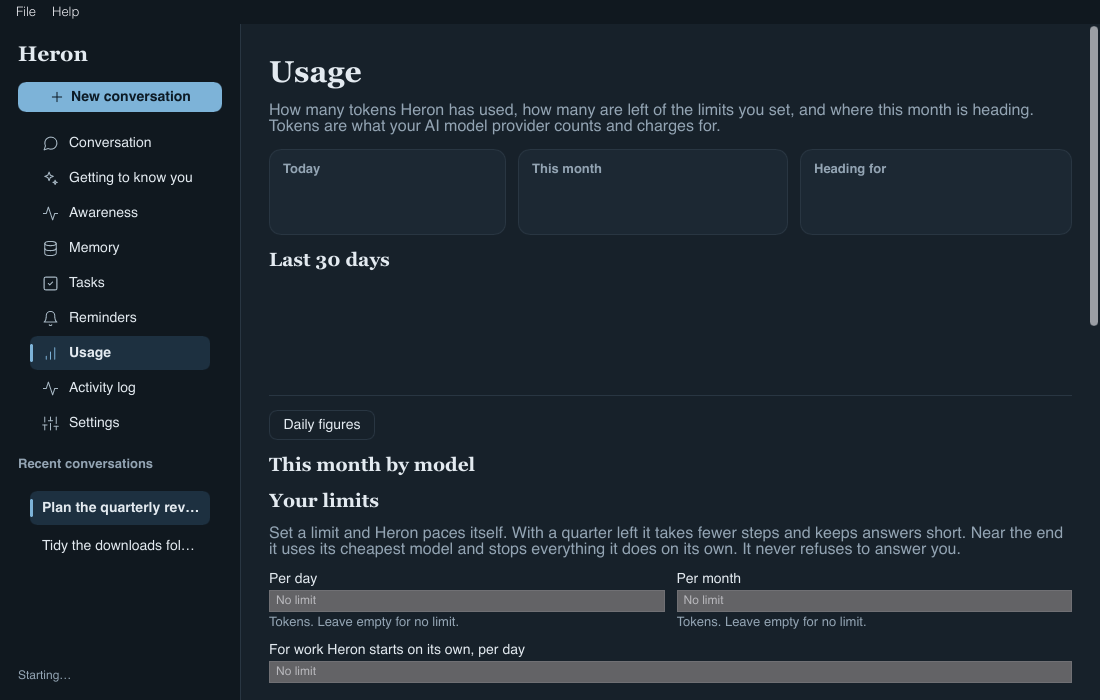 File Help
Heron
New conversation
Conversation
Getting to know you
Awareness
Memory
Tasks
Reminders
Usage
Activity log
Settings
Recent conversations
Plan the quarterly rev…
Tidy the downloads fol…
Starting…
Usage
How many tokens Heron has used, how many are left of the limits you set, and where this month is heading.
Tokens are what your AI model provider counts and charges for.
Today
This month
Heading for
Last 30 days
Daily figures
This month by model
Your limits
Set a limit and Heron paces itself. With a quarter left it takes fewer steps and keeps answers short. Near the end
it uses its cheapest model and stops everything it does on its own. It never refuses to answer you.
Per day
No limit
Tokens. Leave empty for no limit.
Per month
No limit
Tokens. Leave empty for no limit.
For work Heron starts on its own, per day
No limit